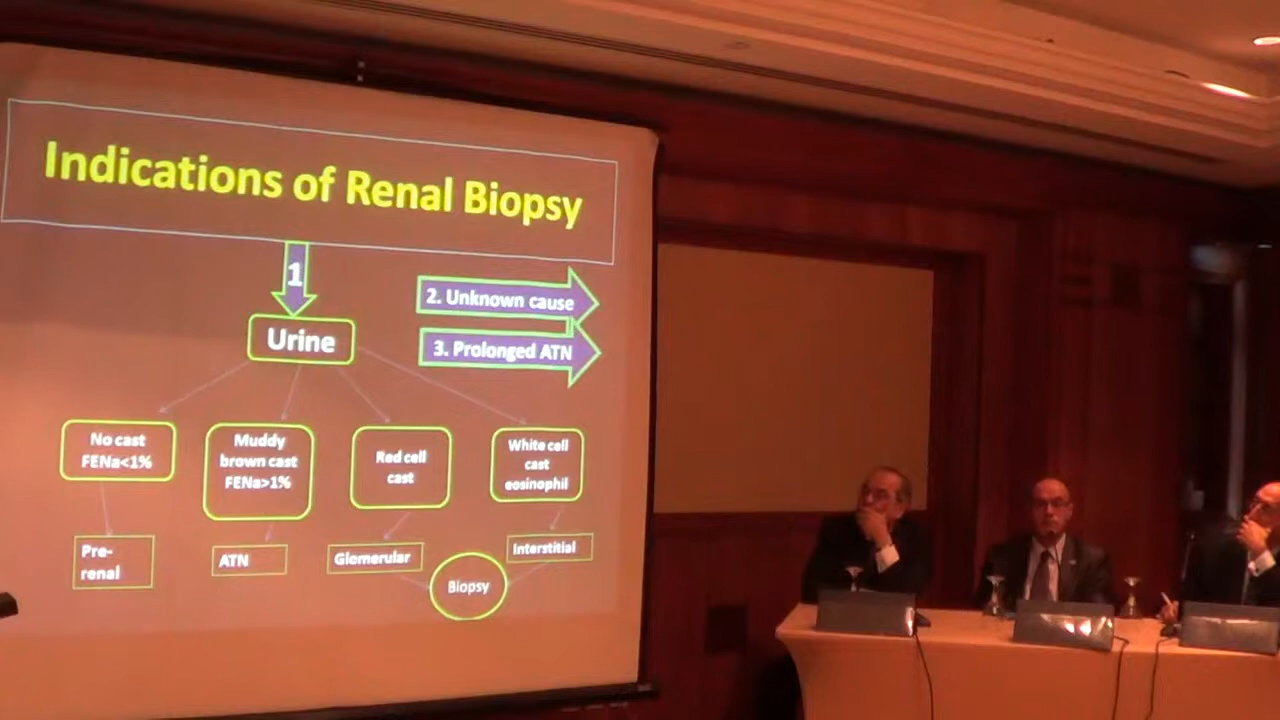 Indications of Renal Biopsy
1
2. Unknown cause
3. Prolonged ATN
Urine
No cast
FENa<1%
Muddy
brown cast
FENa>1%
Red cell
cast
White cell
cast
eosinophil
Pre-
renal
ATN
Glomerular
Interstitial
Biopsy